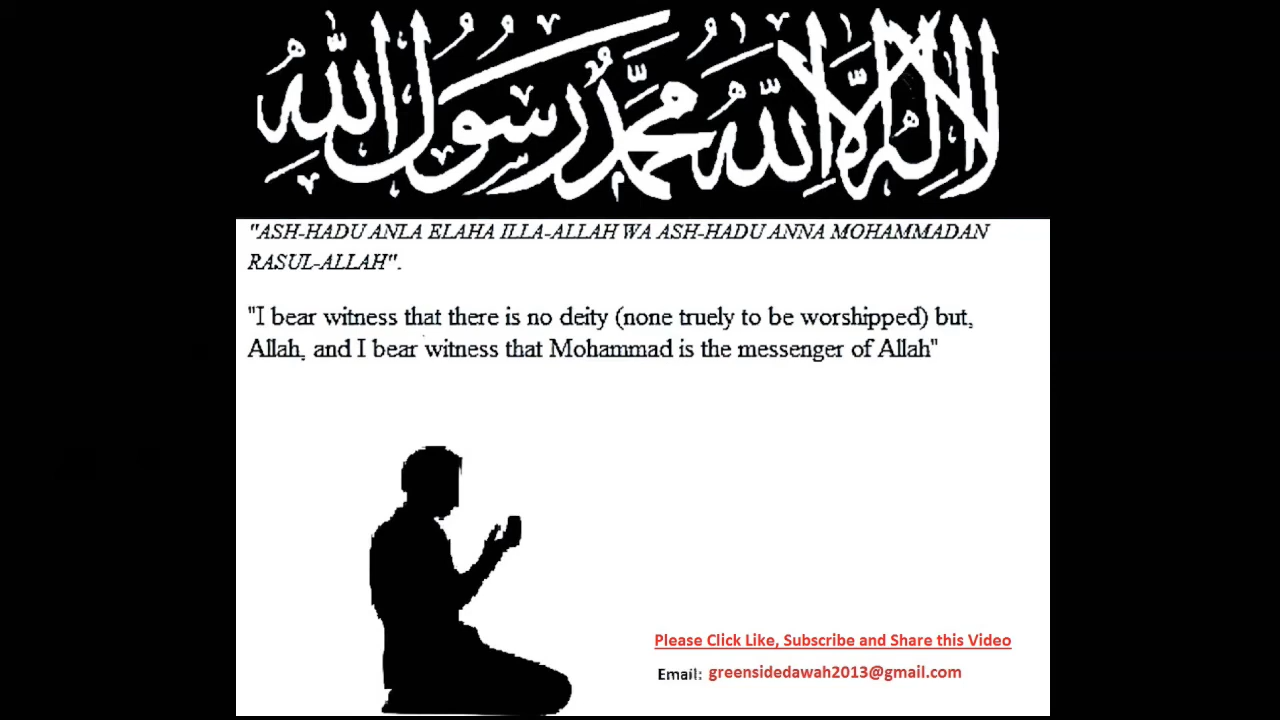 لا إله إلا الله محمد رسول الله
"ASH-HADU ANLA ELAHA ILLA-ALLAH WA ASH-HADU ANNA MOHAMMADAN
RASUL-ALLAH".
"I bear witness that there is no deity (none truely to be worshipped) but,
Allah, and I bear witness that Mohammad is the messenger of Allah"
Please Click Like, Subscribe and Share this Video
Email: greensidedawah2013@gmail.com